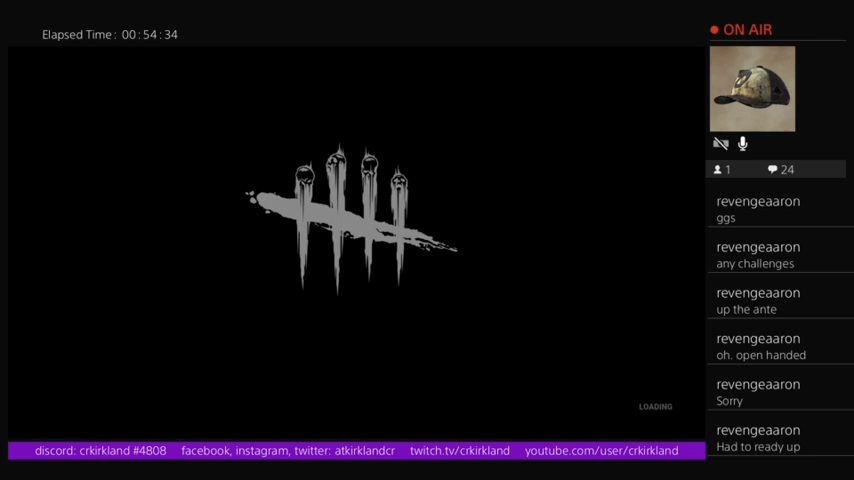 Elapsed Time: 00:54:34
ON AIR
1 24
revengeaaron
ggs
revengeaaron
any challenges
revengeaaron
up the ante
revengeaaron
oh. open handed
revengeaaron
Sorry
revengeaaron
Had to ready up
LOADING
discord: crkirkland #4808 facebook, instagram, twitter: atkirklandcr twitch.tv/crkirkland youtube.com/user/crkirkland